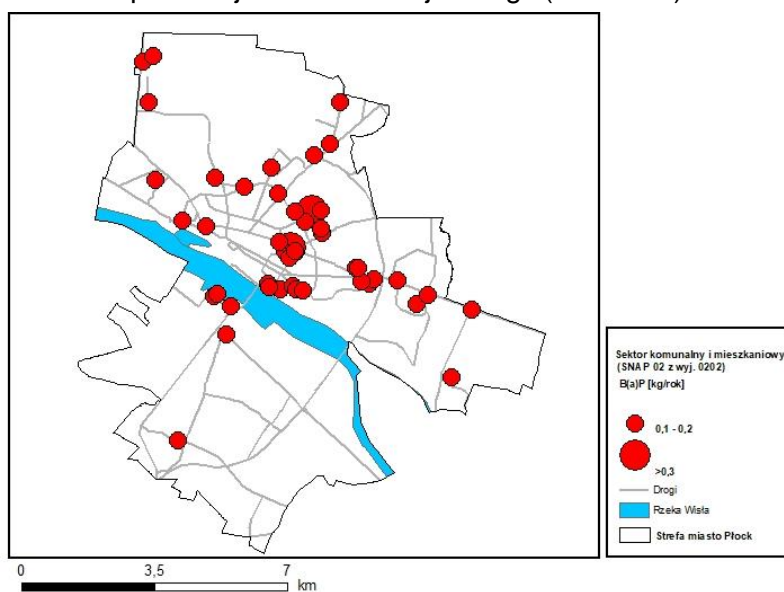 Sektor komunalny i mieszkaniowy
(SNAP 02 z wyj. 0202)
B(a)P [kg/rok]
0,1 - 0,2
>0,3
Drogi
Rzeka Wisła
Strefa miasto Płock
0 3,5 7
km